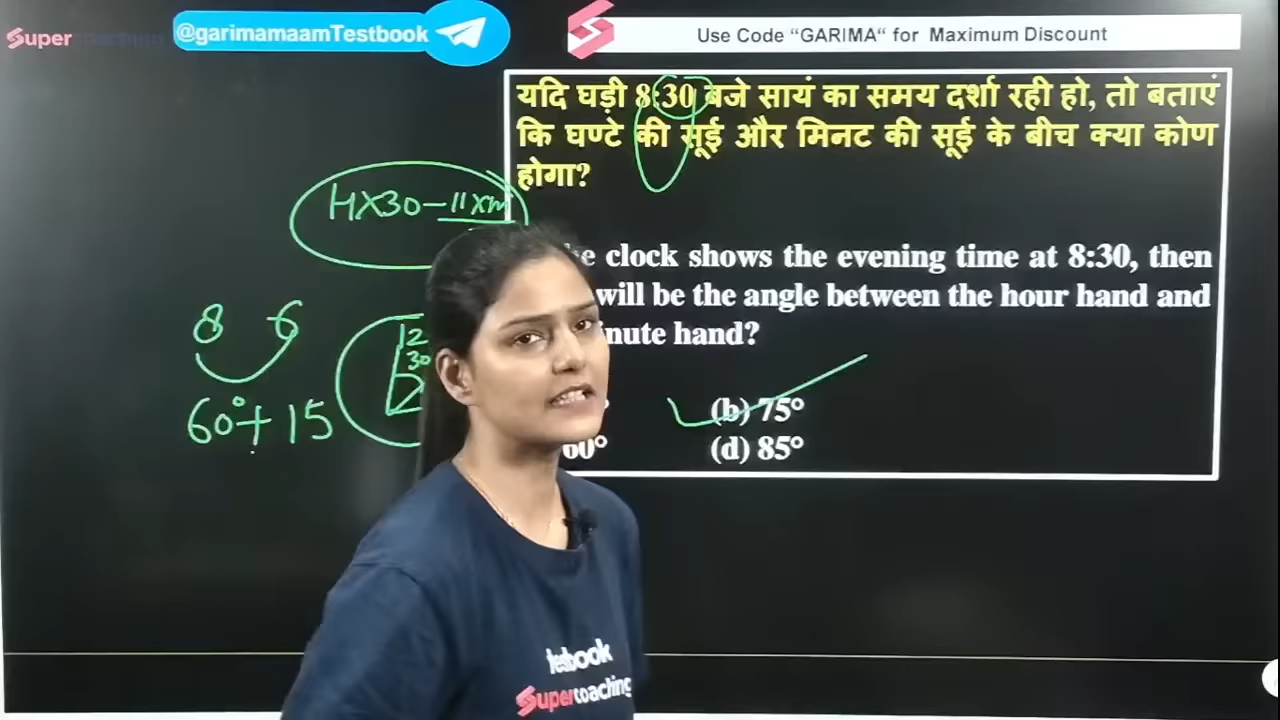 Super
@garimamaamTestbook
Use Code “GARIMA“ for Maximum Discount
यदि घड़ी 8:30 बजे सायं का समय दर्शा रही हो, तो बताएं
कि घण्टे की सूई और मिनट की सूई के बीच क्या कोण
होगा?
clock shows the evening time at 8:30, then
will be the angle between the hour hand and
hand?
(b) 75°
60° (d) 85°
H×30-11×m
8 6
60°+ 15
12
30
testbook
Supercoaching